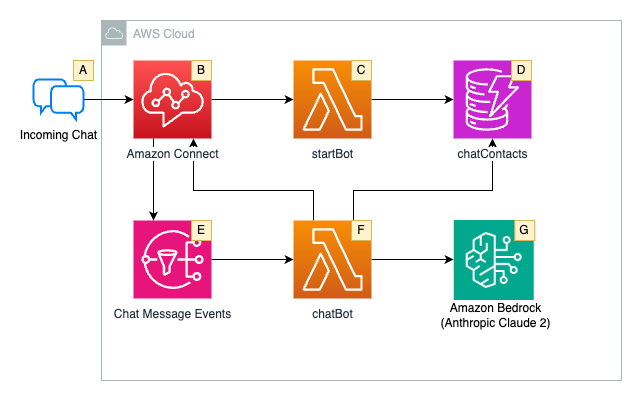 AWS Cloud
A
B
C
D
Incoming Chat
Amazon Connect
startBot
chatContacts
E
F
G
Chat Message Events
chatBot
Amazon Bedrock
(Anthropic Claude 2)